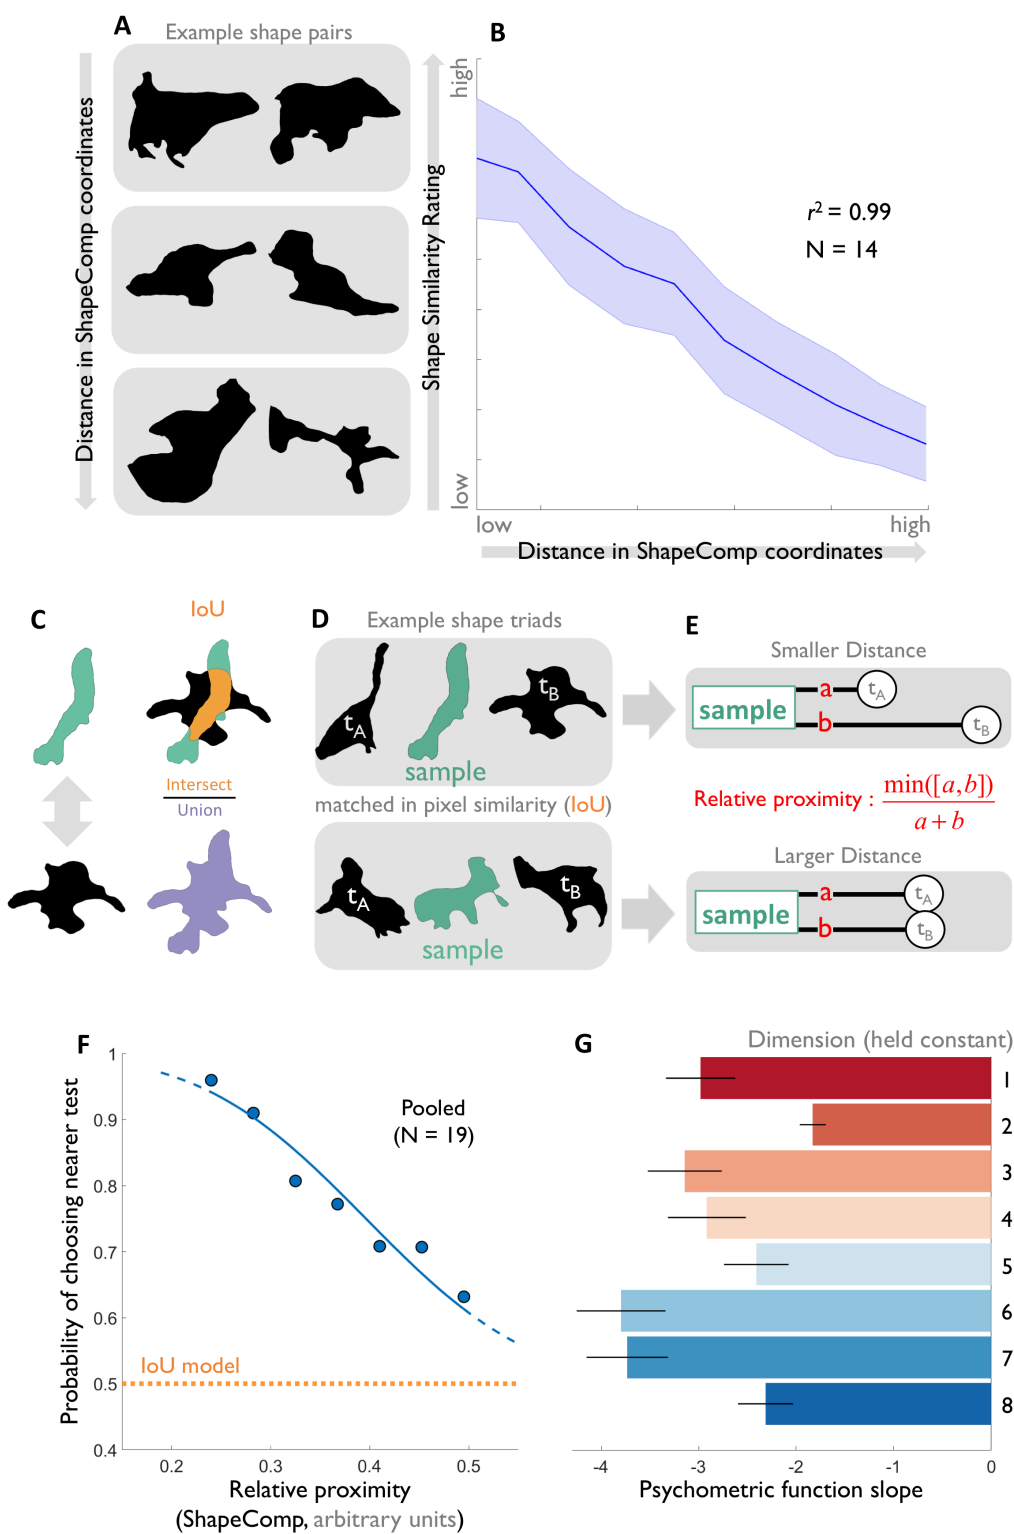 A
Example shape pairs
Distance in ShapeComp coordinates
B
high
Shape Similarity Rating
low
r² = 0.99
N = 14
low
high
Distance in ShapeComp coordinates
C
IoU
Intersect
Union
D
Example shape triads
tA
sample
tB
matched in pixel similarity (IoU)
tA
sample
tB
E
Smaller Distance
sample
a
tA
b
tB
Relative proximity : min([a,b])
a + b
Larger Distance
sample
a
tA
b
tB
F
Probability of choosing nearer test
1
0.9
0.8
0.7
0.6
0.5
0.4
Pooled
(N = 19)
IoU model
0.2 0.3 0.4 0.5
Relative proximity
(ShapeComp, arbitrary units)
G
Dimension (held constant)
1
2
3
4
5
6
7
8
-4 -3 -2 -1 0
Psychometric function slope